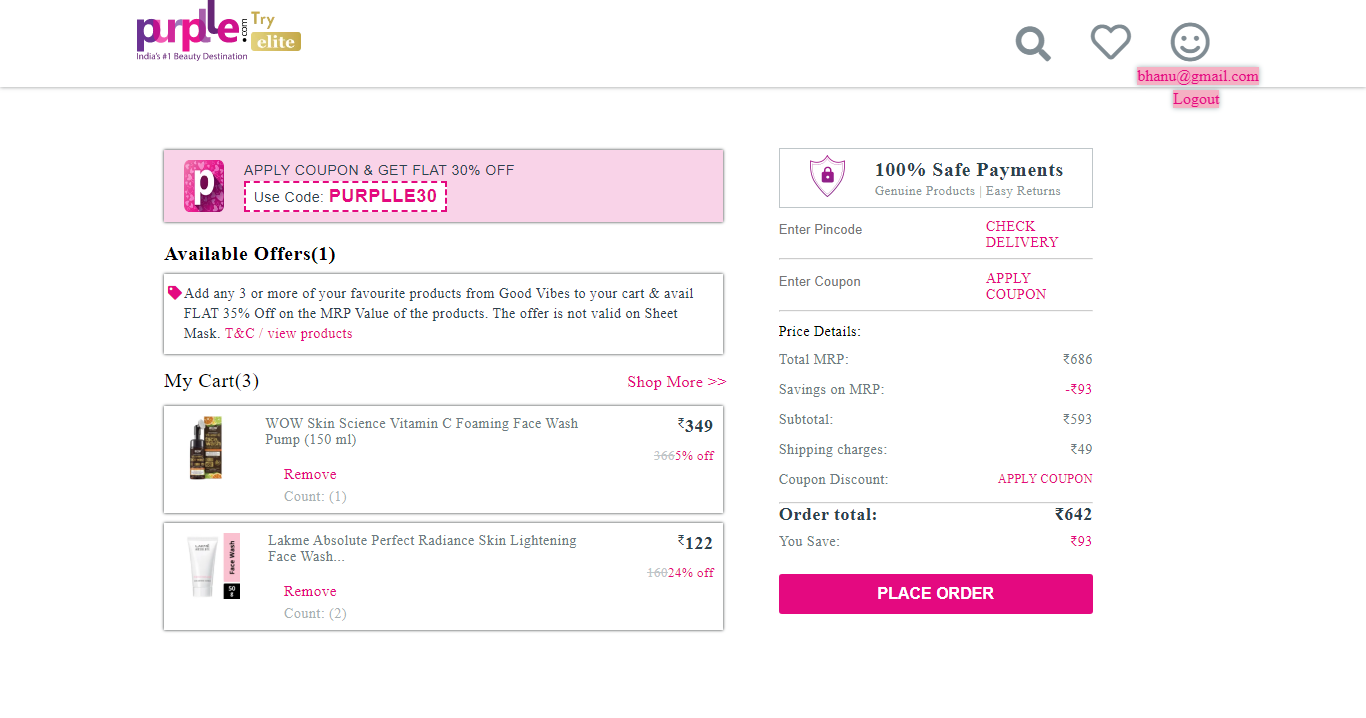 purplle.com Try
elite
India's #1 Beauty Destination
bhanu@gmail.com
Logout
APPLY COUPON & GET FLAT 30% OFF
Use Code: PURPLLE30
Available Offers(1)
Add any 3 or more of your favourite products from Good Vibes to your cart & avail
FLAT 35% Off on the MRP Value of the products. The offer is not valid on Sheet
Mask. T&C / view products
My Cart(3)
Shop More >>
WOW Skin Science Vitamin C Foaming Face Wash
Pump (150 ml)
₹349
3665% off
Remove
Count: (1)
Face Wash
50
g
Lakme Absolute Perfect Radiance Skin Lightening
Face Wash...
₹122
16024% off
Remove
Count: (2)
100% Safe Payments
Genuine Products | Easy Returns
Enter Pincode
CHECK
DELIVERY
Enter Coupon
APPLY
COUPON
Price Details:
Total MRP: ₹686
Savings on MRP: -₹93
Subtotal: ₹593
Shipping charges: ₹49
Coupon Discount: APPLY COUPON
Order total: ₹642
You Save: ₹93
PLACE ORDER